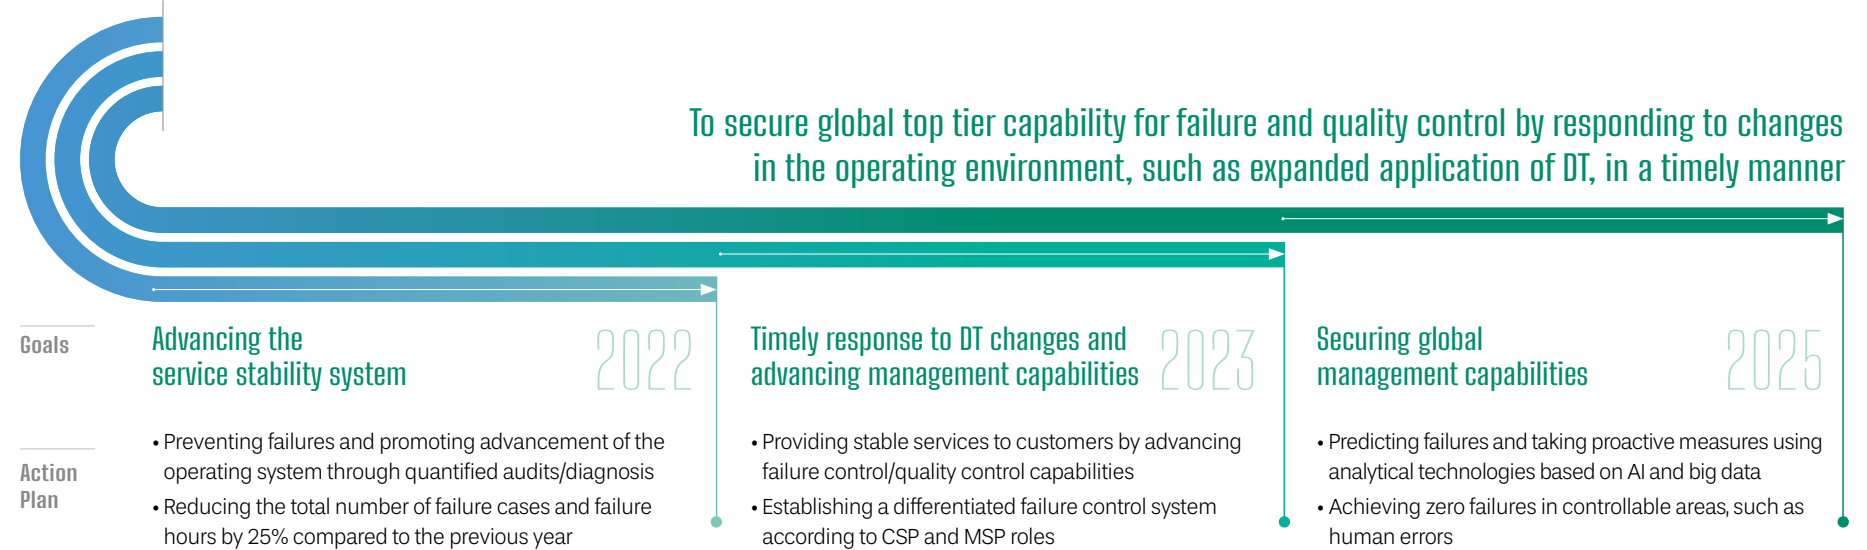 To secure global top tier capability for failure and quality control by responding to changes
in the operating environment, such as expanded application of DT, in a timely manner
Goals
Advancing the
service stability system
2022
Timely response to DT changes and
advancing management capabilities
2023
Securing global
management capabilities
2025
Action
Plan
• Preventing failures and promoting advancement of the
operating system through quantified audits/diagnosis
• Reducing the total number of failure cases and failure
hours by 25% compared to the previous year
• Providing stable services to customers by advancing
failure control/quality control capabilities
• Establishing a differentiated failure control system
according to CSP and MSP roles
• Predicting failures and taking proactive measures using
analytical technologies based on AI and big data
• Achieving zero failures in controllable areas, such as
human errors